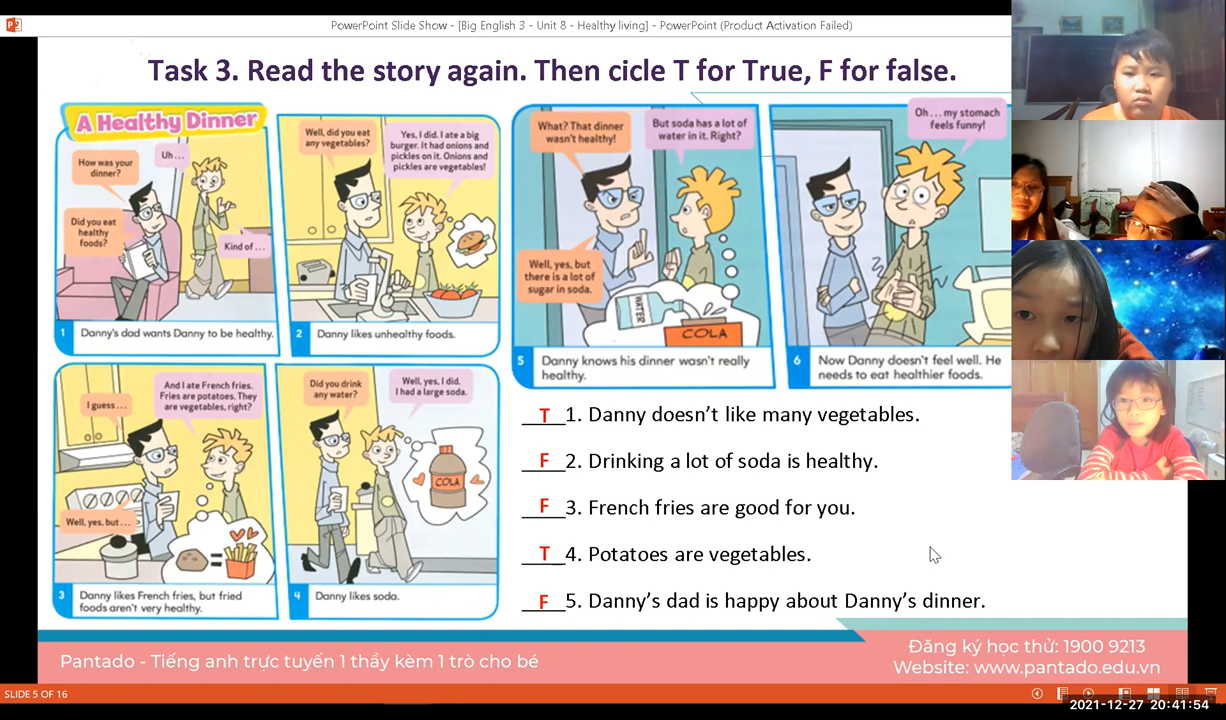 PowerPoint Slide Show - [Big English 3 - Unit 8 - Healthy living] - PowerPoint (Product Activation Failed)
Task 3. Read the story again. Then cicle T for True, F for false.
A Healthy Dinner
How was your
dinner?
Uh...
Did you eat
healthy
foods?
Kind of...
1 Danny's dad wants Danny to be healthy.
Well, did you eat
any vegetables?
Yes, I did. I ate a big
burger. It had onions and
pickles on it. Onions and
pickles are vegetables!
2 Danny likes unhealthy foods.
I guess...
And I ate French fries.
Fries are potatoes. They
are vegetables, right?
Well, yes, but...
3 Danny likes French fries, but fried
foods aren't very healthy.
Did you drink
any water?
Well, yes, I did.
I had a large soda.
COLA
4 Danny likes soda.
What? That dinner
wasn't healthy!
But soda has a lot of
water in it. Right?
Well, yes, but
there is a lot of
sugar in soda.
WATER
COLA
5 Danny knows his dinner wasn't really
healthy.
Oh...my stomach
feels funny!
6 Now Danny doesn't feel well. He
needs to eat healthier foods.
T 1. Danny doesn't like many vegetables.
F 2. Drinking a lot of soda is healthy.
F 3. French fries are good for you.
T 4. Potatoes are vegetables.
F 5. Danny's dad is happy about Danny's dinner.
Pantado - Tiếng anh trực tuyến 1 thầy kèm 1 trò cho bé
Đăng ký học thử: 1900 9213
Website: www.pantado.edu.vn
SLIDE 5 OF 16
2021-12-27 20:41:54